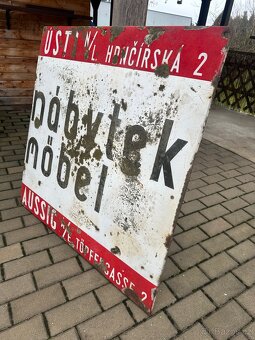 ÚSTÍ N/L. HRNČÍŘSKÁ 2
nábytek
möbel
AUSSIG N/E. TÖPFERGASSE 2